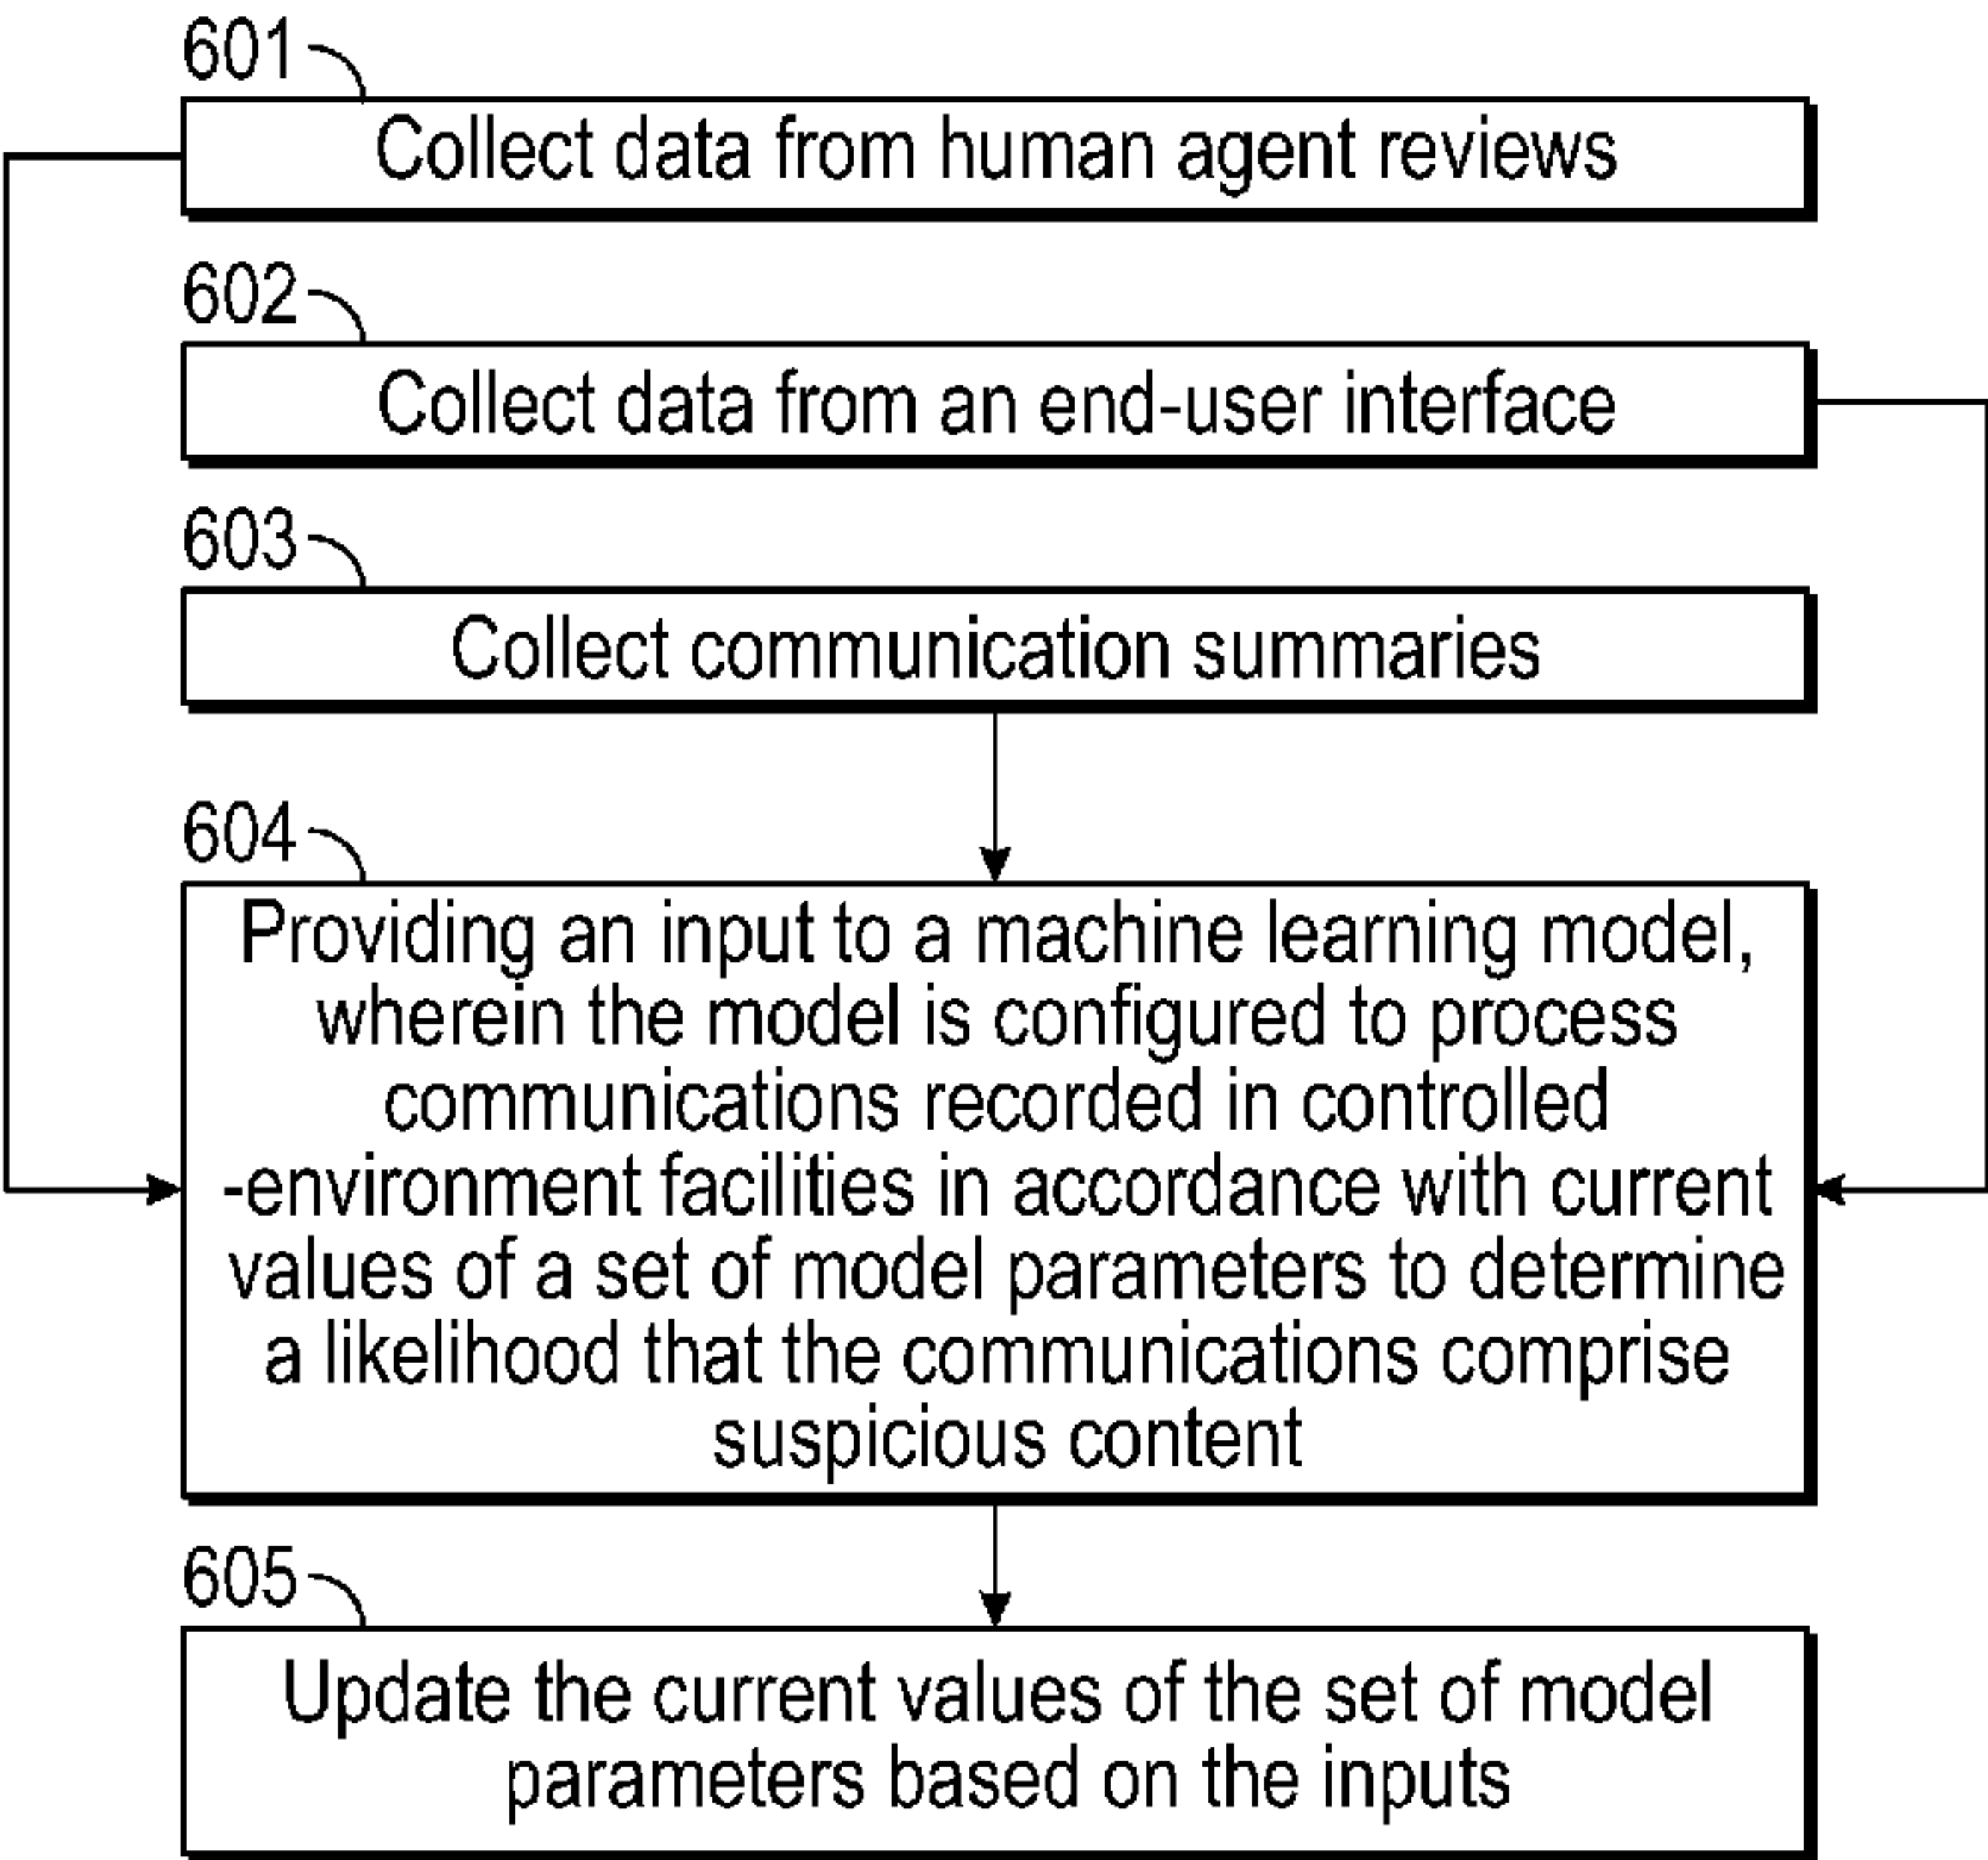 601
Collect data from human agent reviews
602
Collect data from an end-user interface
603
Collect communication summaries
604
Providing an input to a machine learning model,
wherein the model is configured to process
communications recorded in controlled
-environment facilities in accordance with current
values of a set of model parameters to determine
a likelihood that the communications comprise
suspicious content
605
Update the current values of the set of model
parameters based on the inputs